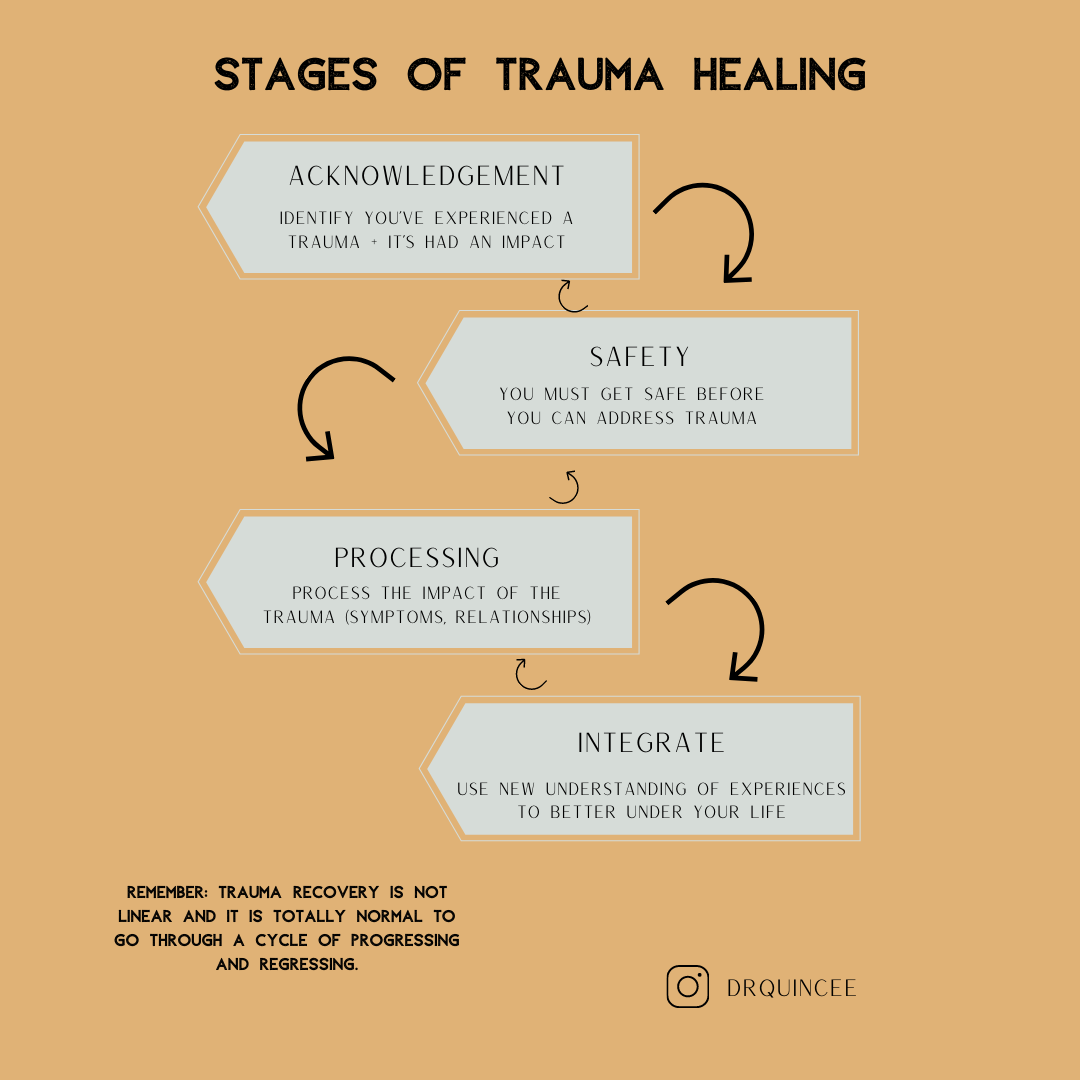 STAGES OF TRAUMA HEALING
ACKNOWLEDGEMENT
IDENTIFY YOU'VE EXPERIENCED A
TRAUMA + IT'S HAD AN IMPACT
SAFETY
YOU MUST GET SAFE BEFORE
YOU CAN ADDRESS TRAUMA
PROCESSING
PROCESS THE IMPACT OF THE
TRAUMA (SYMPTOMS, RELATIONSHIPS)
INTEGRATE
USE NEW UNDERSTANDING OF EXPERIENCES
TO BETTER UNDER YOUR LIFE
REMEMBER: TRAUMA RECOVERY IS NOT
LINEAR AND IT IS TOTALLY NORMAL TO
GO THROUGH A CYCLE OF PROGRESSING
AND REGRESSING.
DRQUINCEE